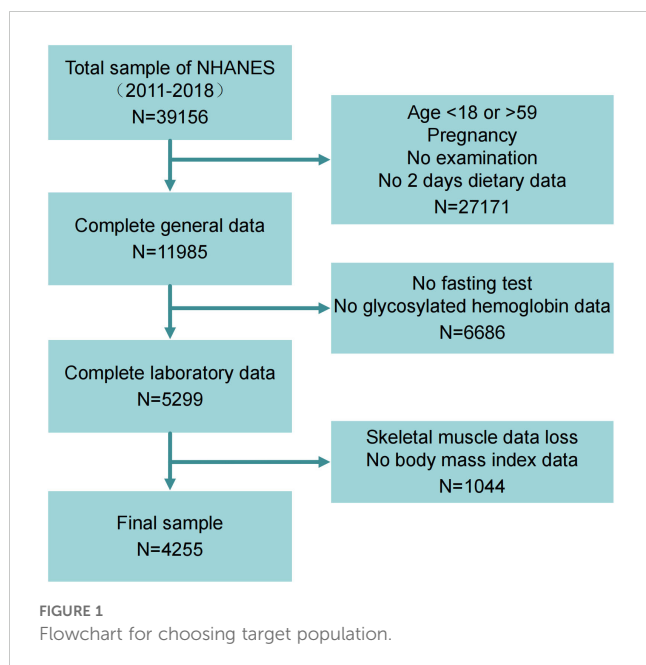 Total sample of NHANES
（2011-2018）
N=39156
Age <18 or >59
Pregnancy
No examination
No 2 days dietary data
N=27171
Complete general data
N=11985
No fasting test
No glycosylated hemoglobin data
N=6686
Complete laboratory data
N=5299
Skeletal muscle data loss
No body mass index data
N=1044
Final sample
N=4255
FIGURE 1
Flowchart for choosing target population.